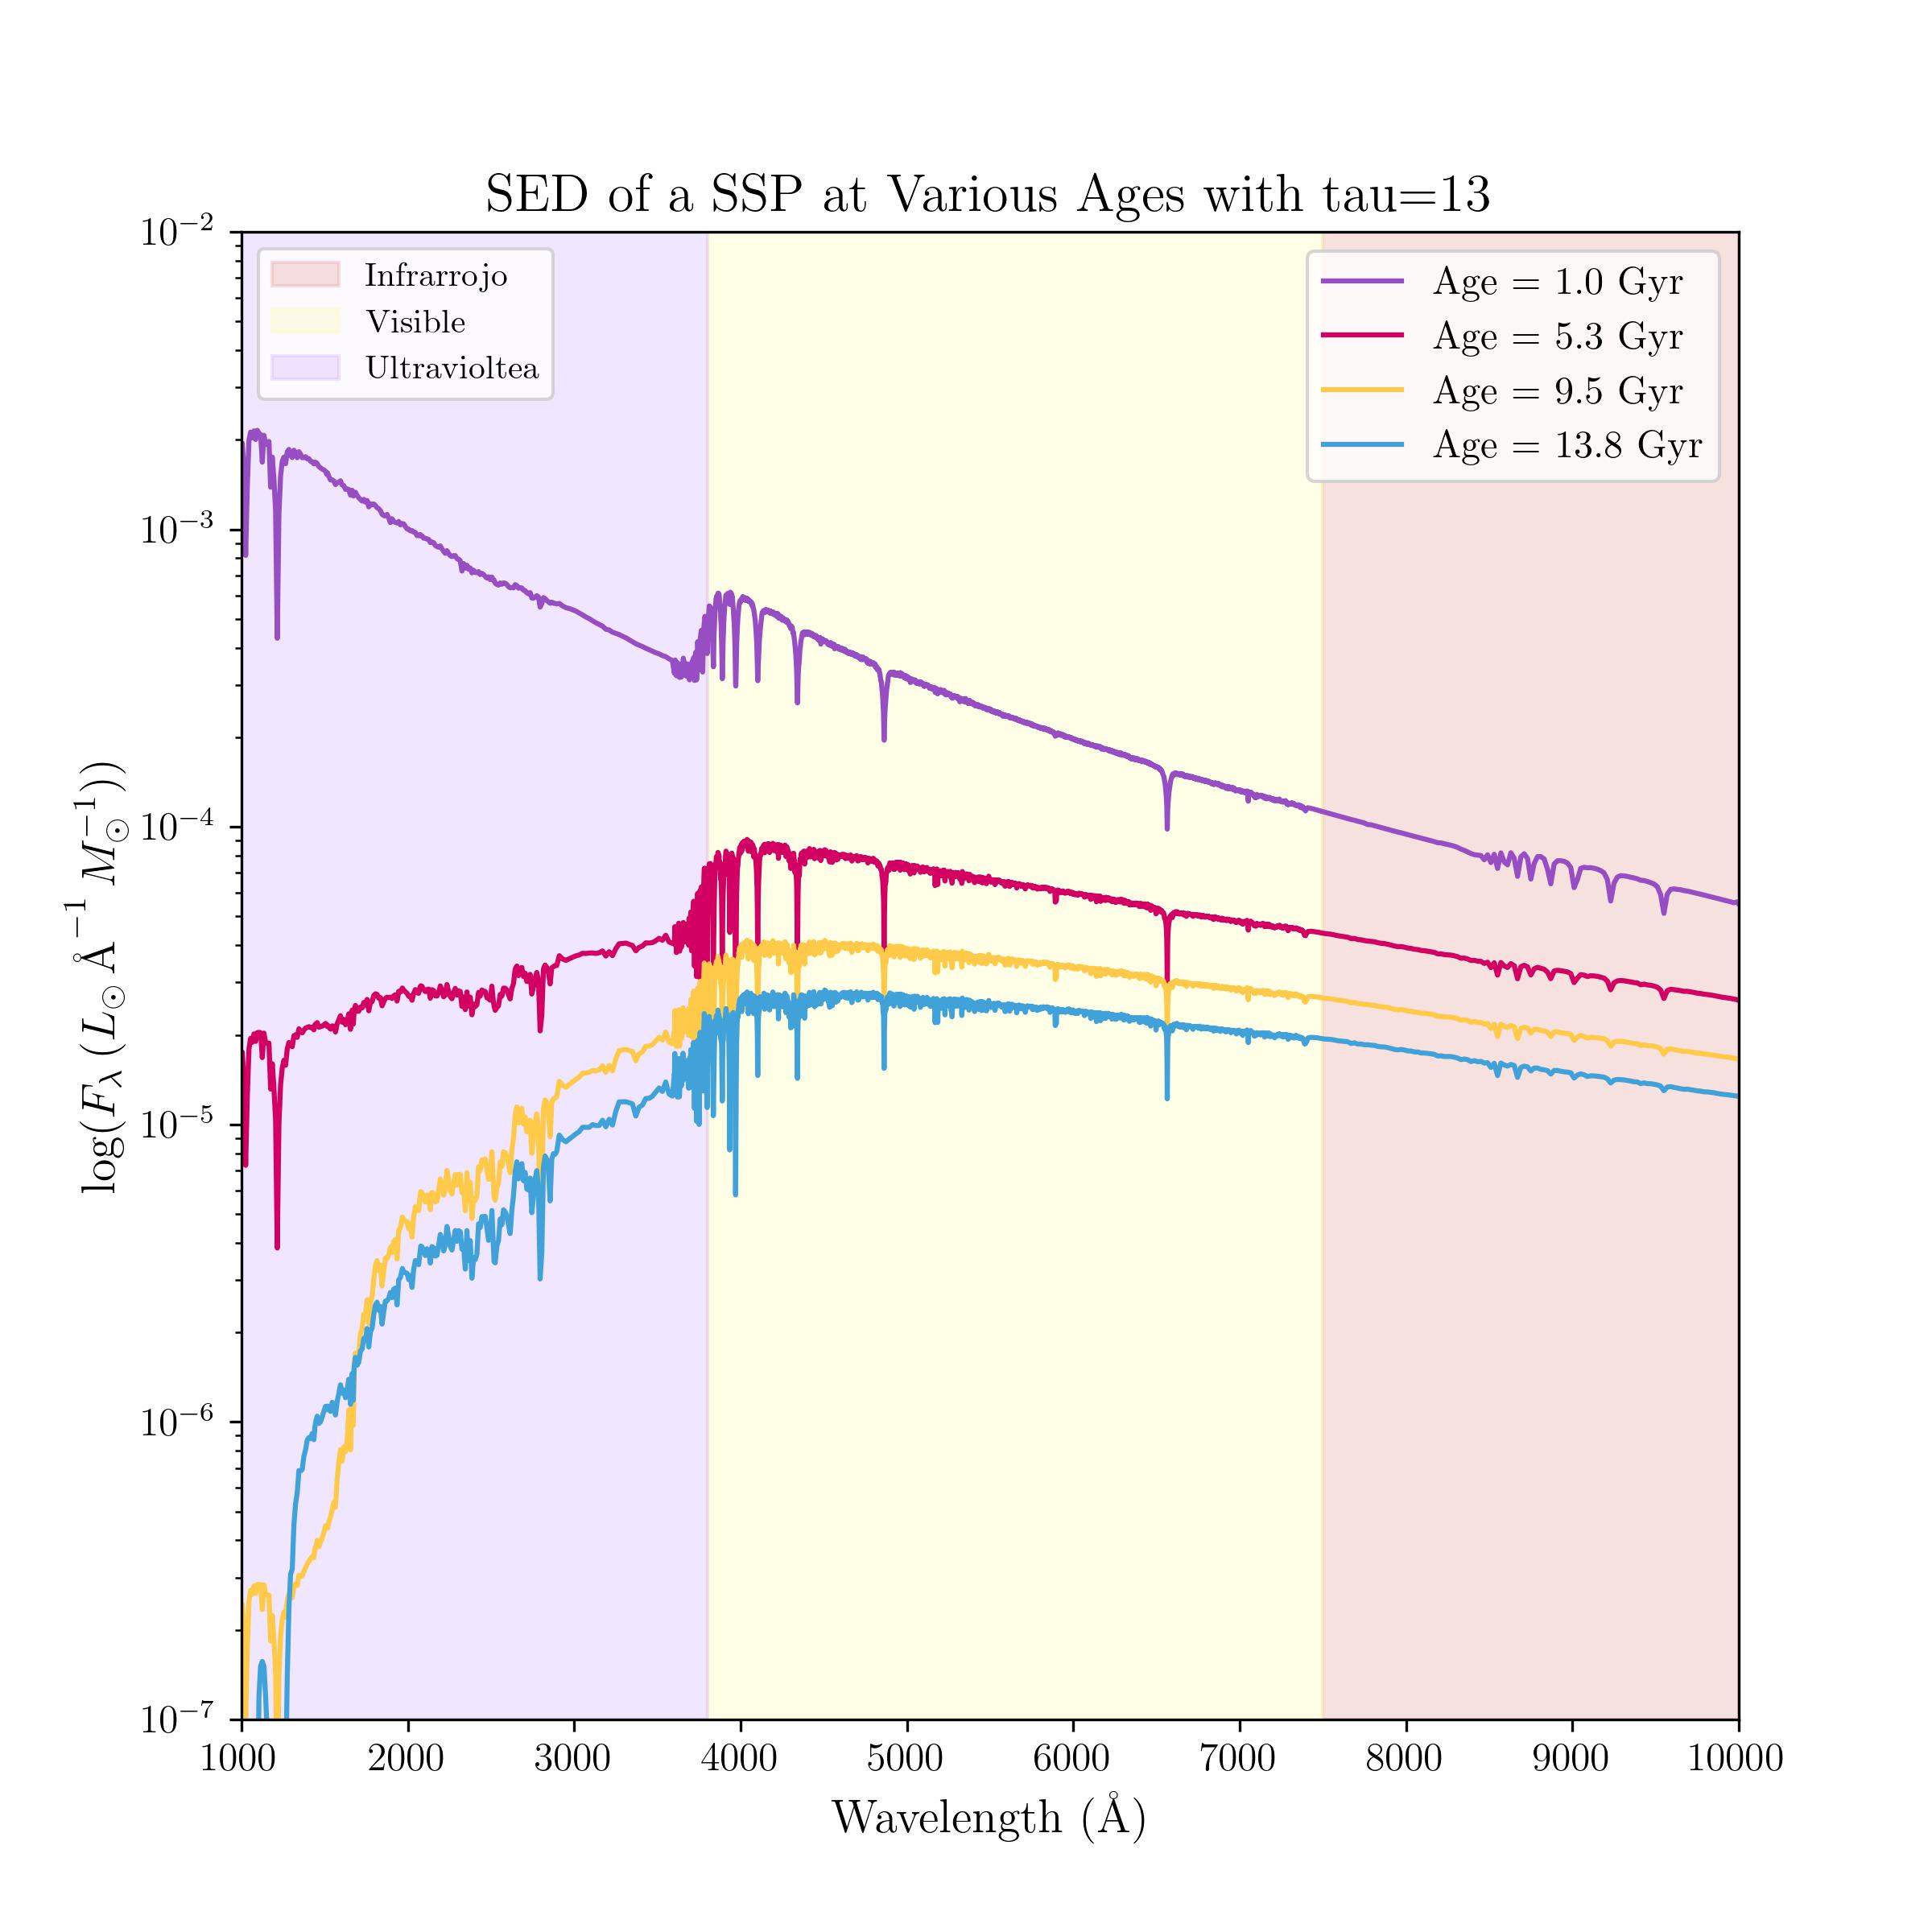 SED of a SSP at Various Ages with tau=13
Infrarrojo
Visible
Ultravioltea
Age = 1.0 Gyr
Age = 5.3 Gyr
Age = 9.5 Gyr
Age = 13.8 Gyr
log(F_λ (L_⊙ Å^−1 M_⊙^−1))
10^−2
10^−3
10^−4
10^−5
10^−6
10^−7
1000 2000 3000 4000 5000 6000 7000 8000 9000 10000
Wavelength (Å)